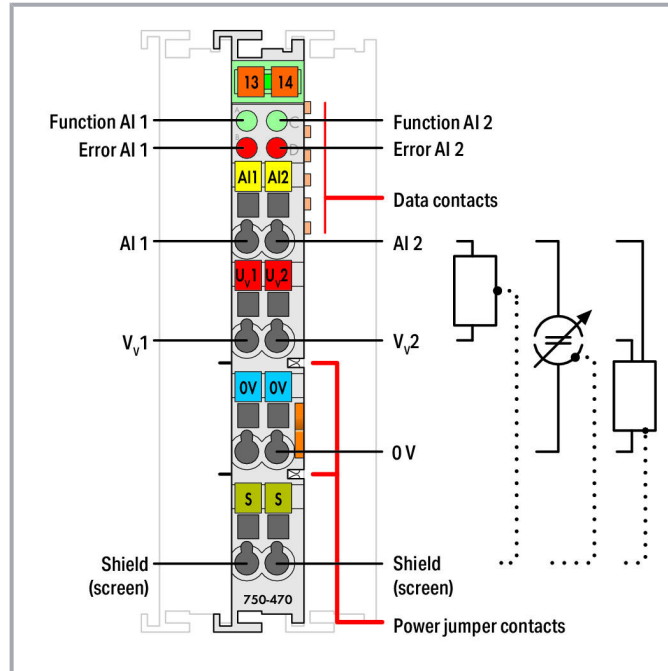 13 14
A C
Function AI 1
Function AI 2
B D
Error AI 1
Error AI 2
AI1 AI2
Data contacts
AI 1
AI 2
Uv1 Uv2
Vv1
Vv2
0V 0V
0 V
S S
Shield
(screen)
Shield
(screen)
750-470
Power jumper contacts